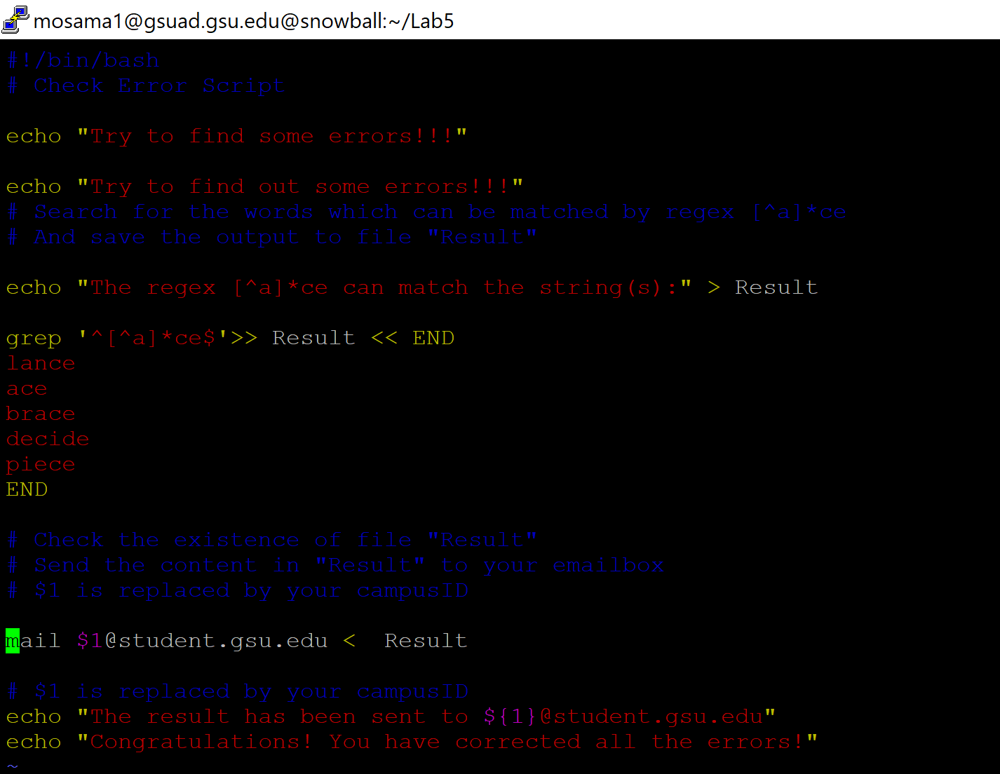 mosama1@gsuad.gsu.edu@snowball:~/Lab5
#!/bin/bash
# Check Error Script
echo "Try to find some errors!!!"
echo "Try to find out some errors!!!"
# Search for the words which can be matched by regex [^a]*ce
# And save the output to file "Result"
echo "The regex [^a]*ce can match the string(s):" > Result
grep '^[^a]*ce$'>> Result << END
lance
ace
brace
decide
piece
END
# Check the existence of file "Result"
# Send the content in "Result" to your emailbox
# $1 is replaced by your campusID
mail $1@student.gsu.edu <  Result
# $1 is replaced by your campusID
echo "The result has been sent to ${1}@student.gsu.edu"
echo "Congratulations! You have corrected all the errors!"
~